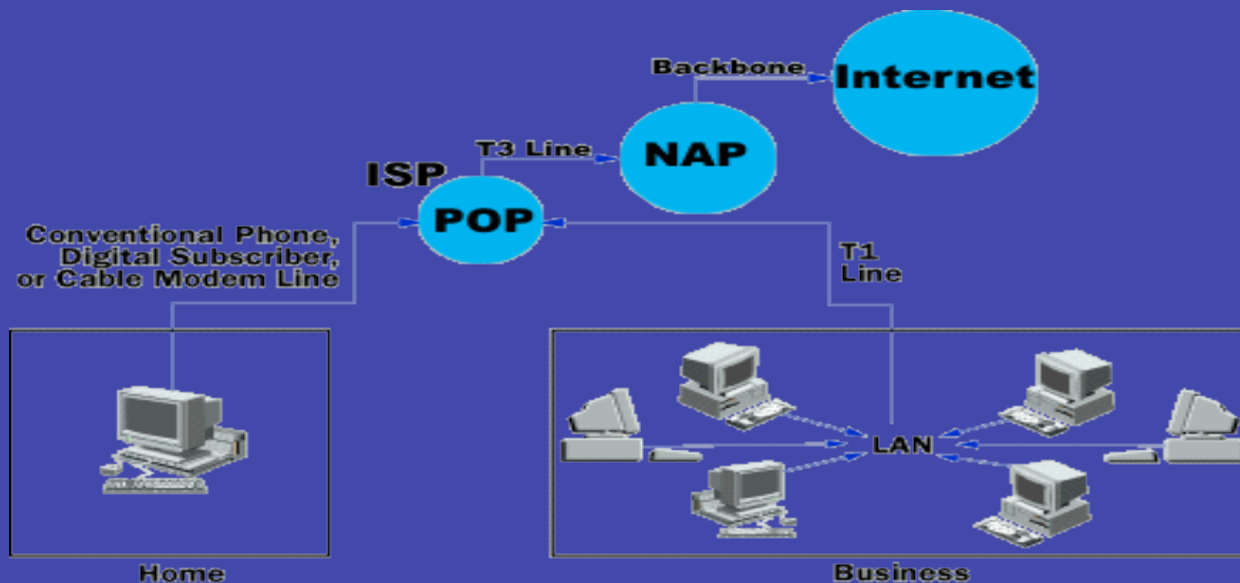 Backbone
Internet
T3 Line
NAP
ISP
POP
Conventional Phone,
Digital Subscriber,
or Cable Modem Line
T1
Line
LAN
Home
Business